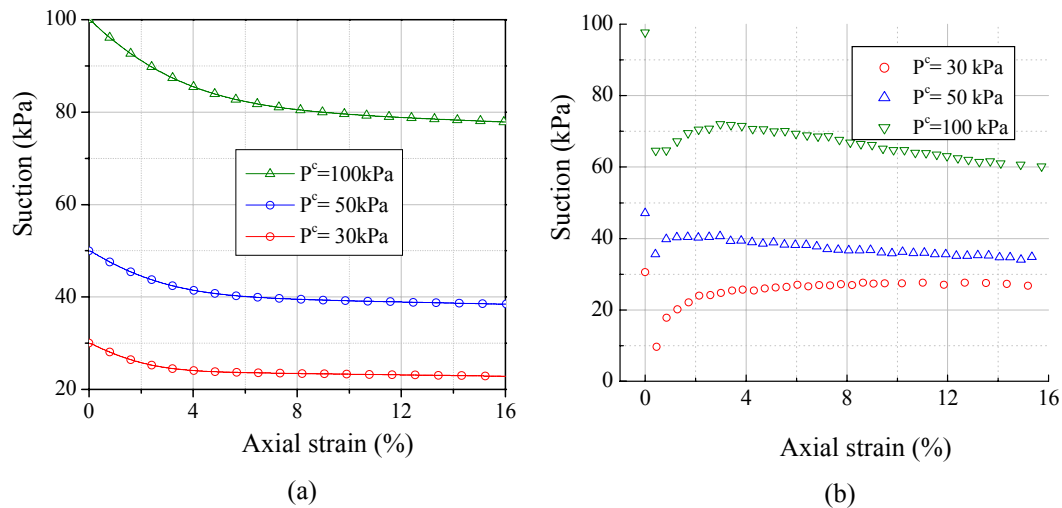 100
80
60
40
20
Suction (kPa)
P^c=100kPa
P^c= 50kPa
P^c= 30kPa
0 4 8 12 16
Axial strain (%)
(a)
100
80
60
40
20
0
Suction (kPa)
P^c= 30 kPa
P^c= 50 kPa
P^c=100 kPa
0 4 8 12 16
Axial strain (%)
(b)